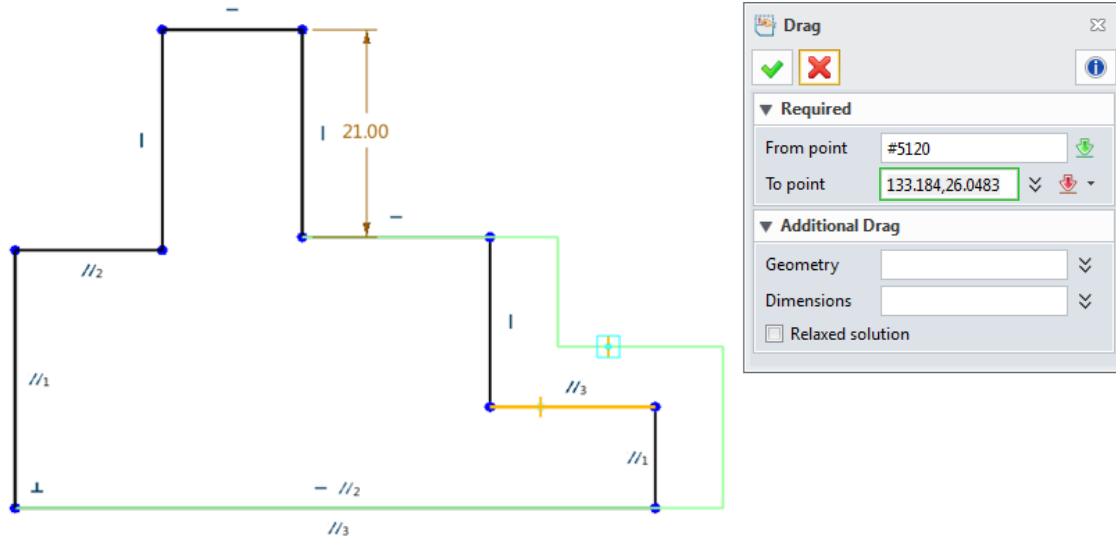 21.00
//₂
//₁
//₃
//₁
//₂
//₃
Drag
Required
From point #5120
To point 133.184,26.0483
Additional Drag
Geometry
Dimensions
Relaxed solution